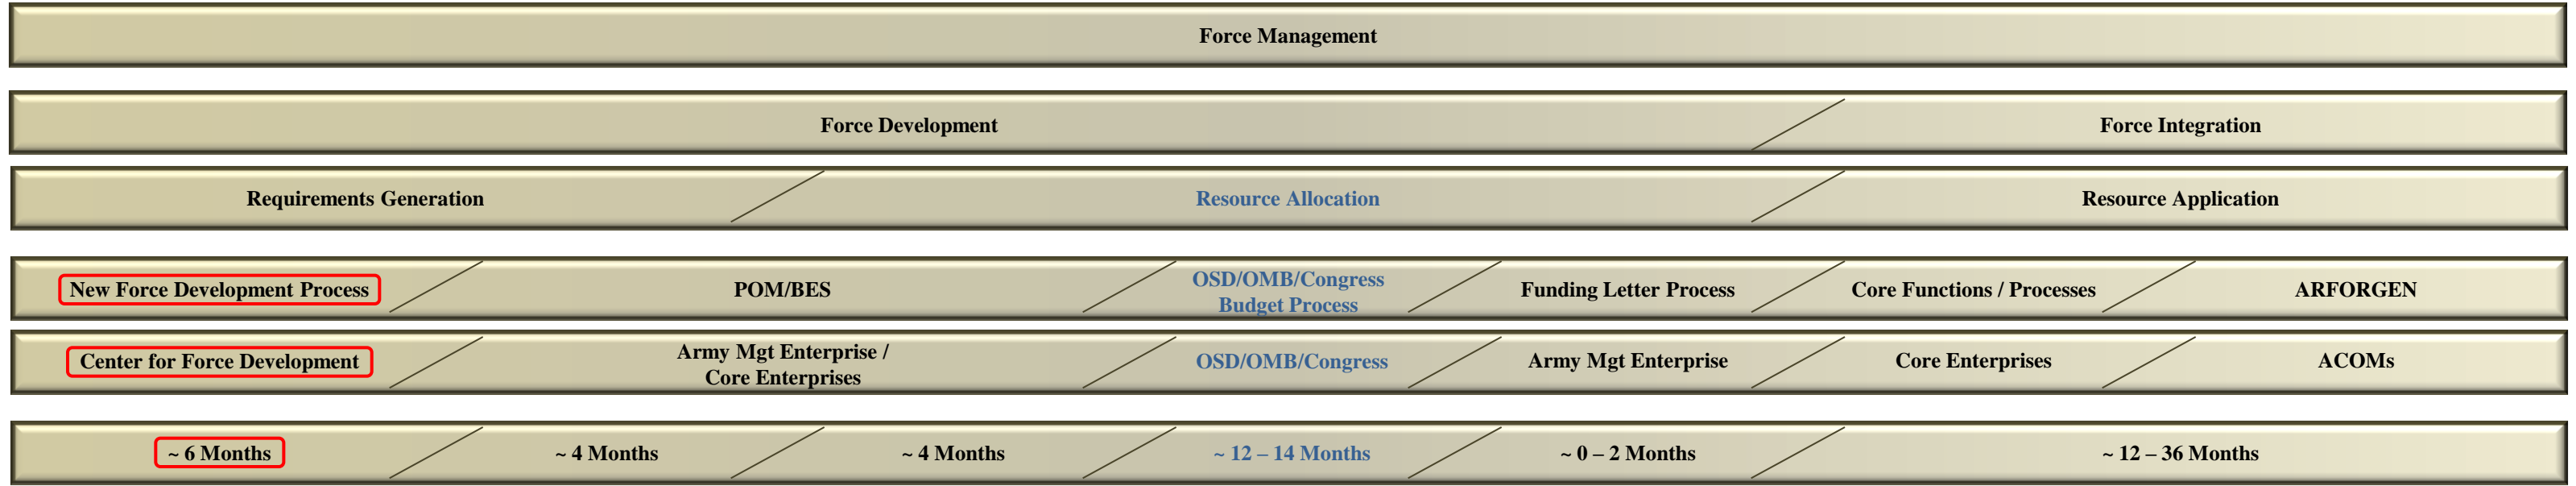 Force Management
Force Development
Force Integration
Requirements Generation
Resource Allocation
Resource Application
New Force Development Process
POM/BES
OSD/OMB/Congress
Budget Process
Funding Letter Process
Core Functions / Processes
ARFORGEN
Center for Force Development
Army Mgt Enterprise /
Core Enterprises
OSD/OMB/Congress
Army Mgt Enterprise
Core Enterprises
ACOMs
~ 6 Months
~ 4 Months
~ 4 Months
~ 12 – 14 Months
~ 0 – 2 Months
~ 12 – 36 Months